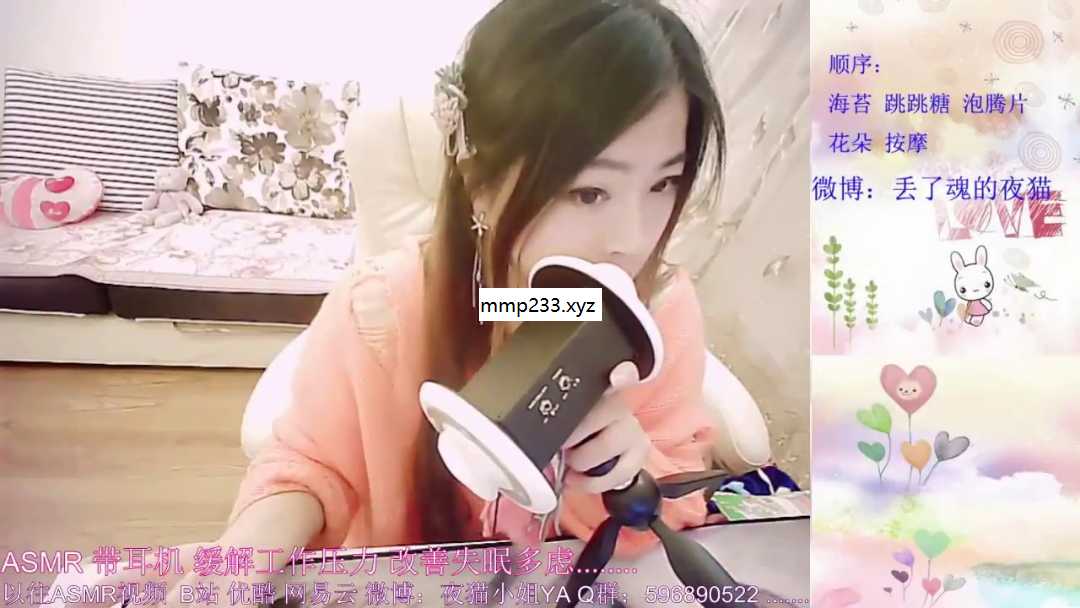 顺序：
海苔 跳跳糖 泡腾片
花朵 按摩
微博：丢了魂的夜猫
LOVE
mmp233.xyz
ASMR 带耳机 缓解工作压力 改善失眠多虑........
以往ASMR视频 B站 优酷 网易云 微博：夜猫小姐YA Q群：596890522 .......